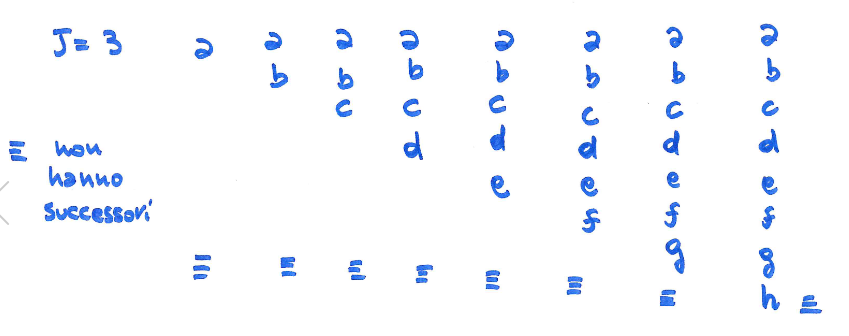 J= 3 a a a a a a a a
b b b b b b b
c c c c c c
≡ non d d d d d
hanno e e e e
successori f f f
≡ ≡ ≡ ≡ ≡ ≡ g g
≡ h ≡